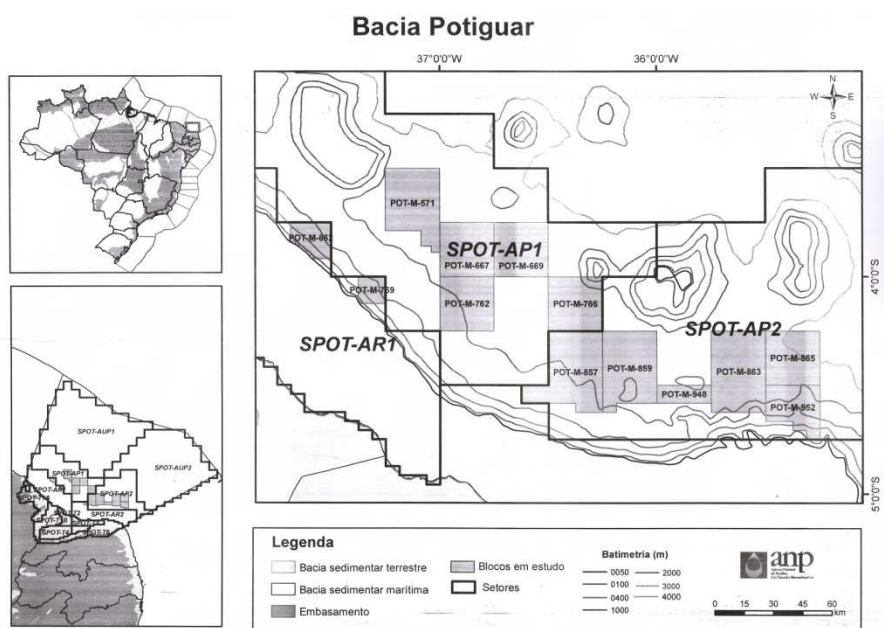 Bacia Potiguar
37°0'0"W
36°0'0"W
N
W
E
S
POT-M-571
SPOT-AP1
POT-M-667
POT-M-669
POT-M-762
POT-M-766
4°0'0"S
SPOT-AR1
SPOT-AP2
POT-M-857
POT-M-859
POT-M-863
POT-M-865
POT-M-948
POT-M-952
5°0'0"S
SPOT-AUP1
SPOT-AUP2
SPOT-AP1
SPOT-AP2
SPOT-AR2
Legenda
Bacia sedimentar terrestre
Bacia sedimentar marítima
Embasamento
Blocos em estudo
Setores
Batimetria (m)
0050
0100
0400
1000
2000
3000
4000
anp
0 15 30 45 60
km